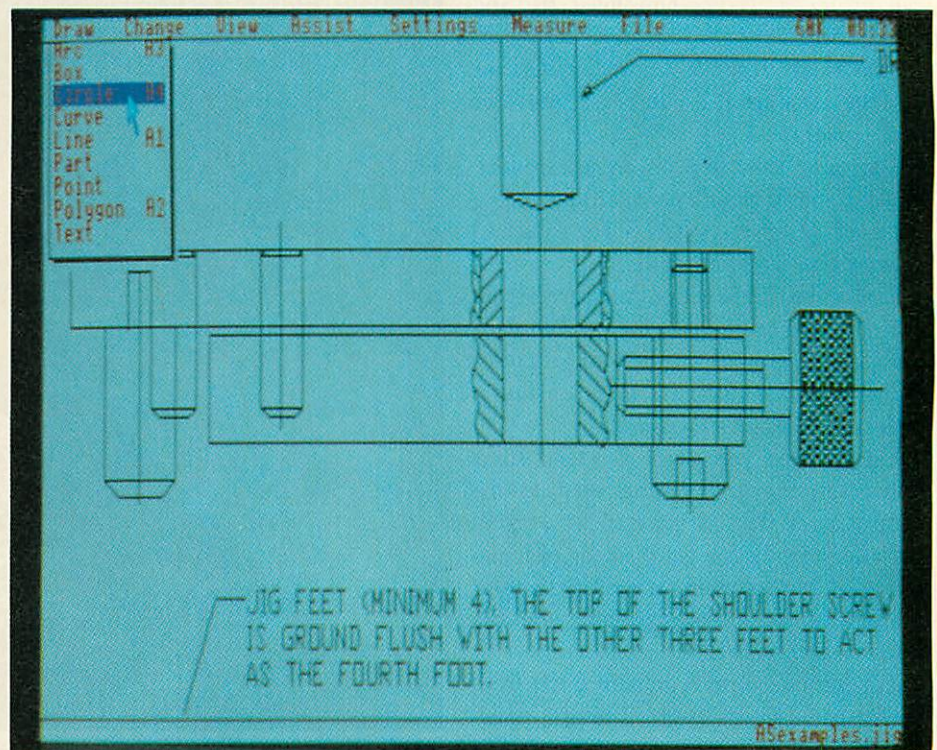 Draw Change View Assist Settings Measure File
Arc A3
Box
Circle A4
Curve
Line A1
Part
Point
Polygon A2
Text
JIG FEET (MINIMUM 4), THE TOP OF THE SHOULDER SCREW
IS GROUND FLUSH WITH THE OTHER THREE FEET TO ACT
AS THE FOURTH FOOT.
ASexamples.jig